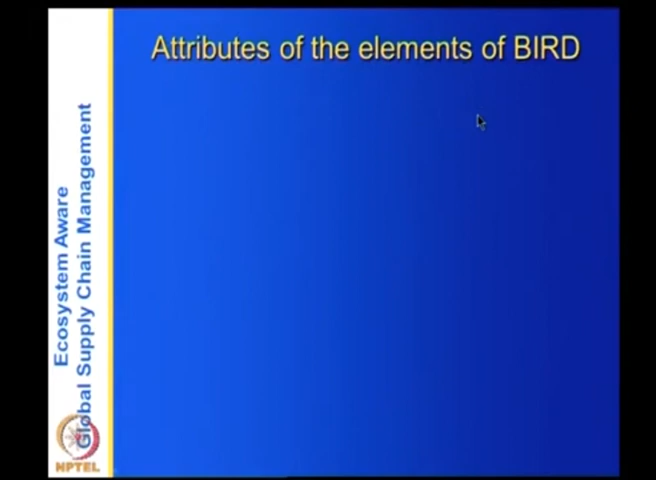 Attributes of the elements of BIRD
Ecosystem Aware
Global Supply Chain Management
NPTEL